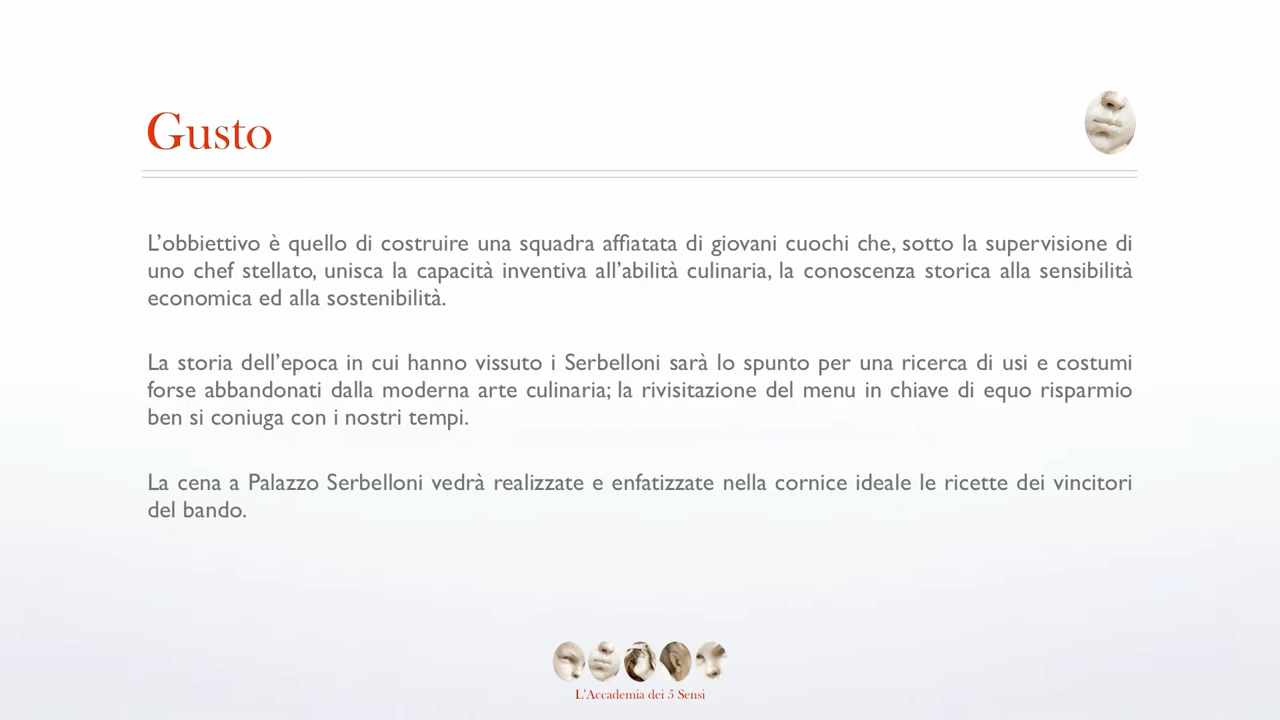 Gusto
L’obbiettivo è quello di costruire una squadra affiatata di giovani cuochi che, sotto la supervisione di
uno chef stellato, unisca la capacità inventiva all’abilità culinaria, la conoscenza storica alla sensibilità
economica ed alla sostenibilità.
La storia dell’epoca in cui hanno vissuto i Serbelloni sarà lo spunto per una ricerca di usi e costumi
forse abbandonati dalla moderna arte culinaria; la rivisitazione del menu in chiave di equo risparmio
ben si coniuga con i nostri tempi.
La cena a Palazzo Serbelloni vedrà realizzate e enfatizzate nella cornice ideale le ricette dei vincitori
del bando.
L’Accademia dei 5 Sensi